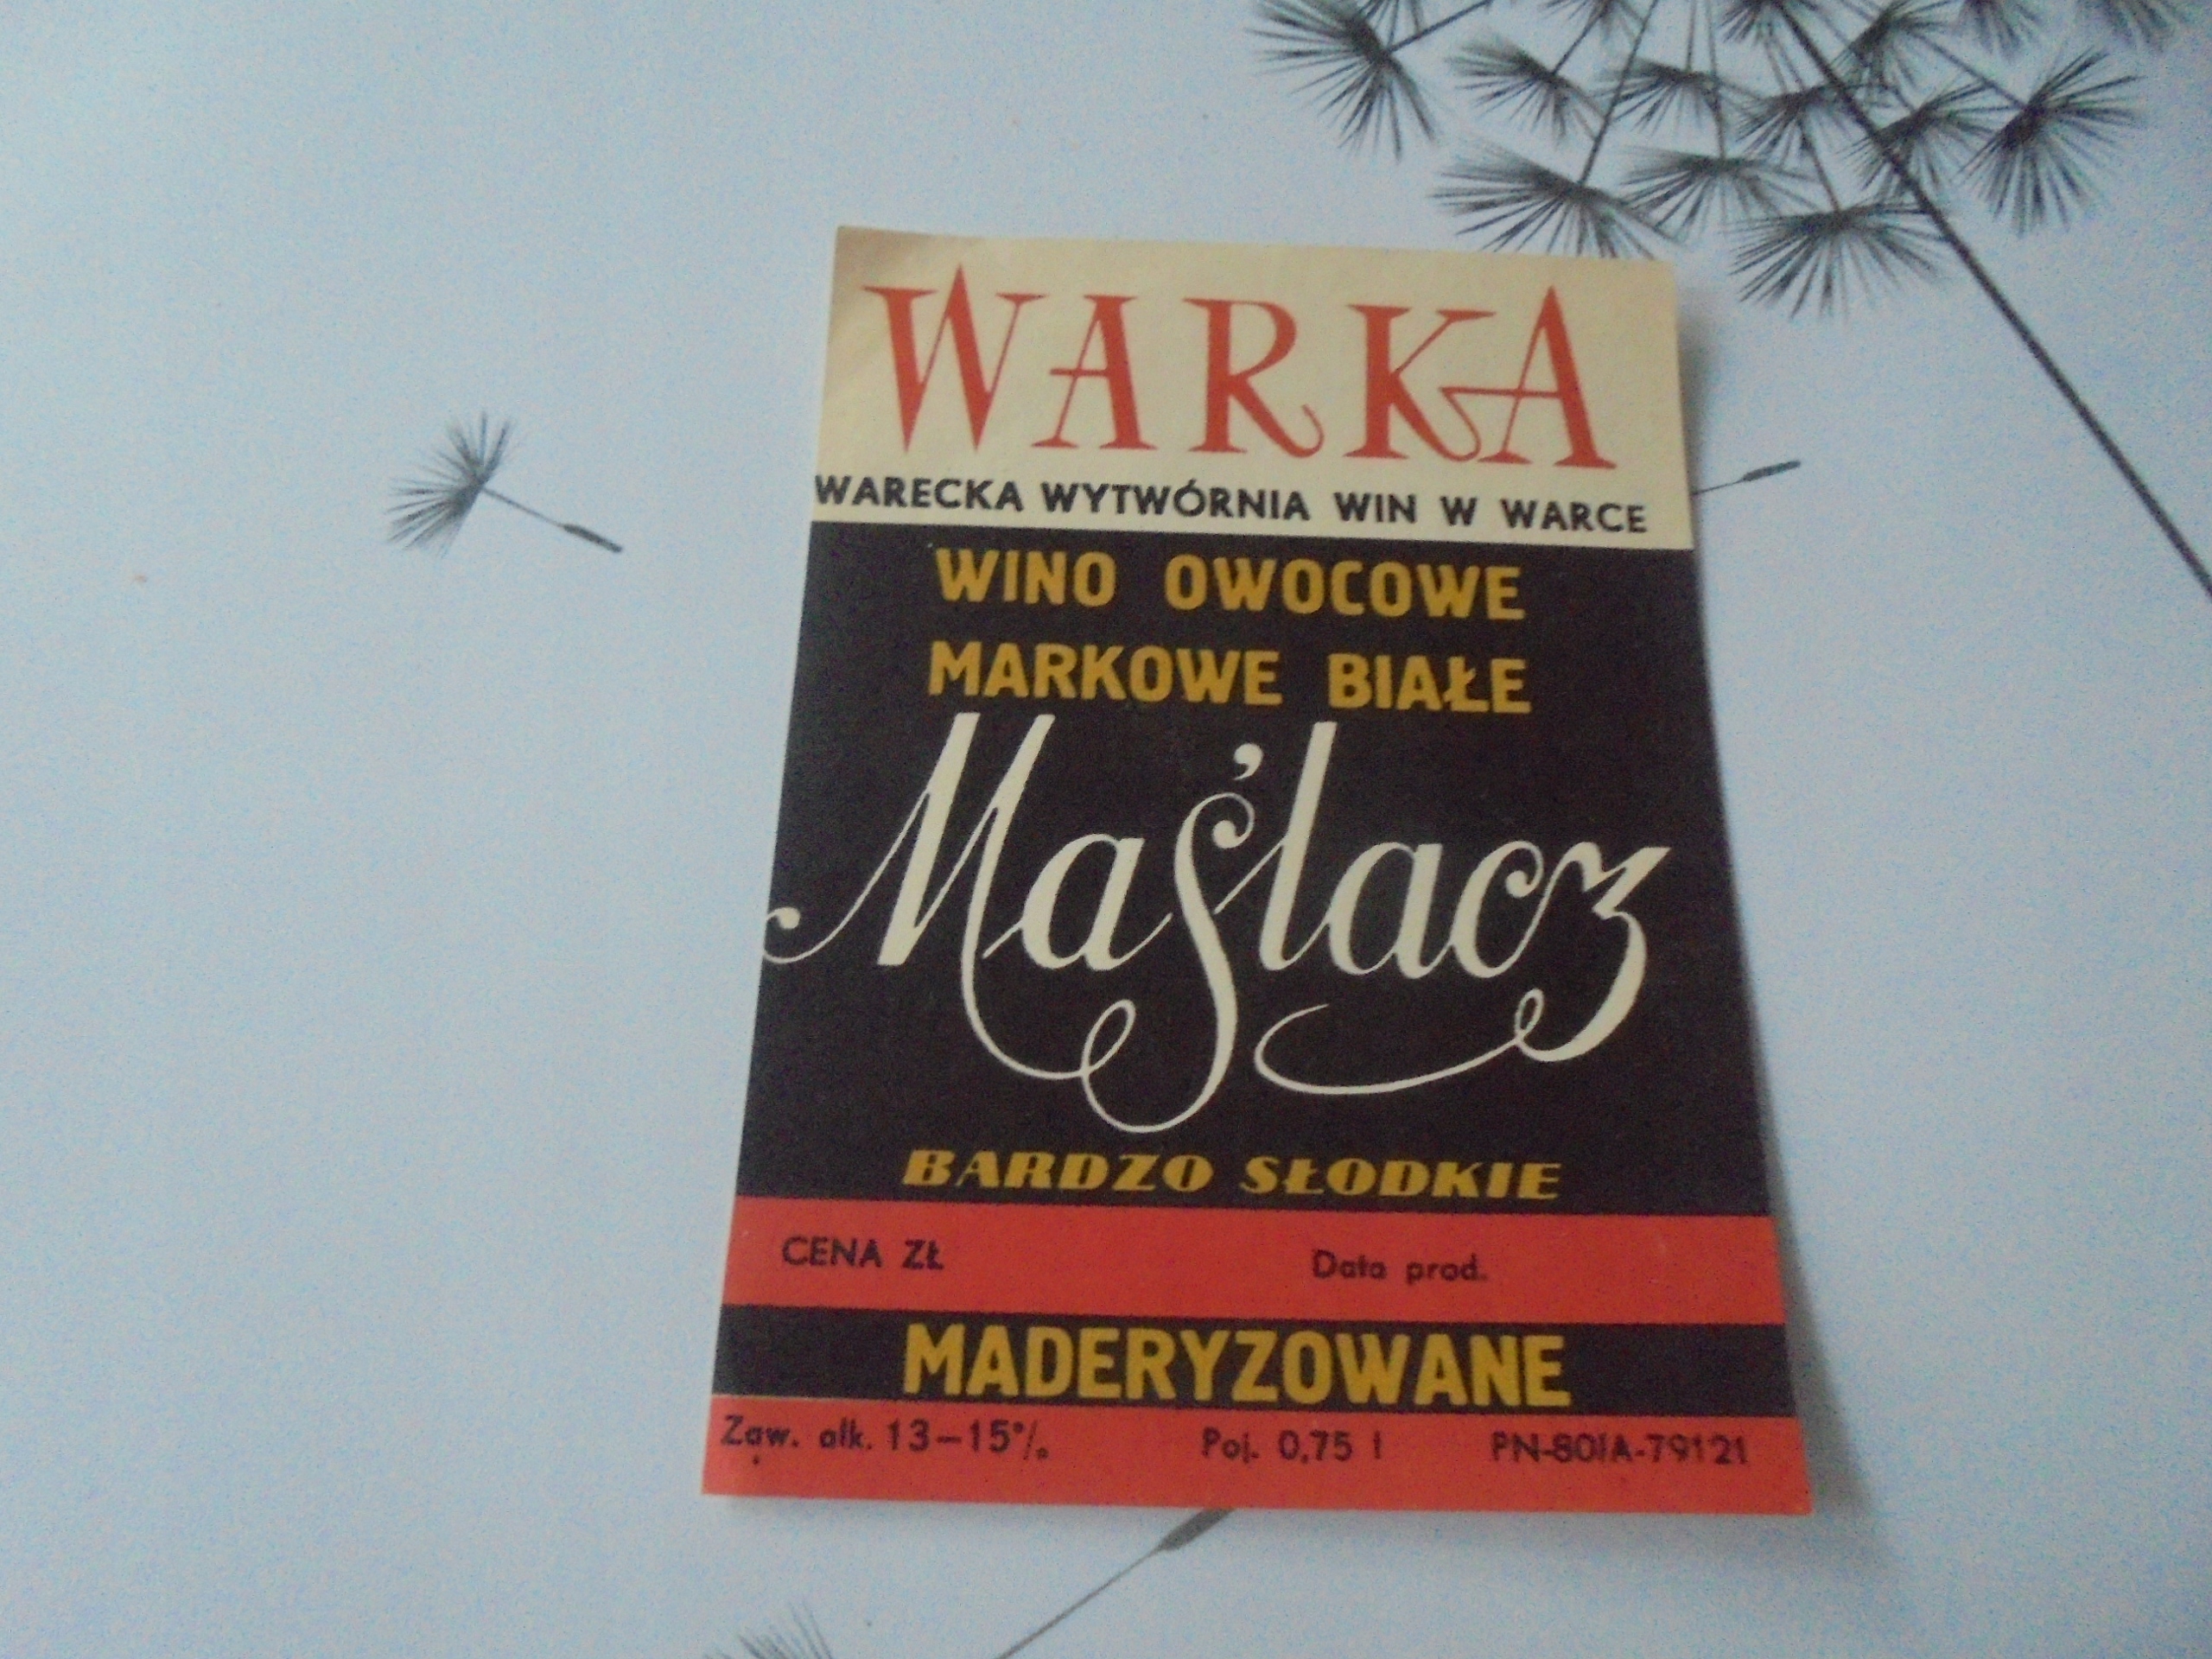 WARKA
WARECKA WYTWÓRNIA WIN W WARCE
WINO OWOCOWE
MARKOWE BIAŁE
Maślacz
BARDZO SŁODKIE
CENA ZŁ Data prod.
MADERYZOWANE
Zaw. alk. 13-15% Poj. 0,75 l PN-80/A-79121